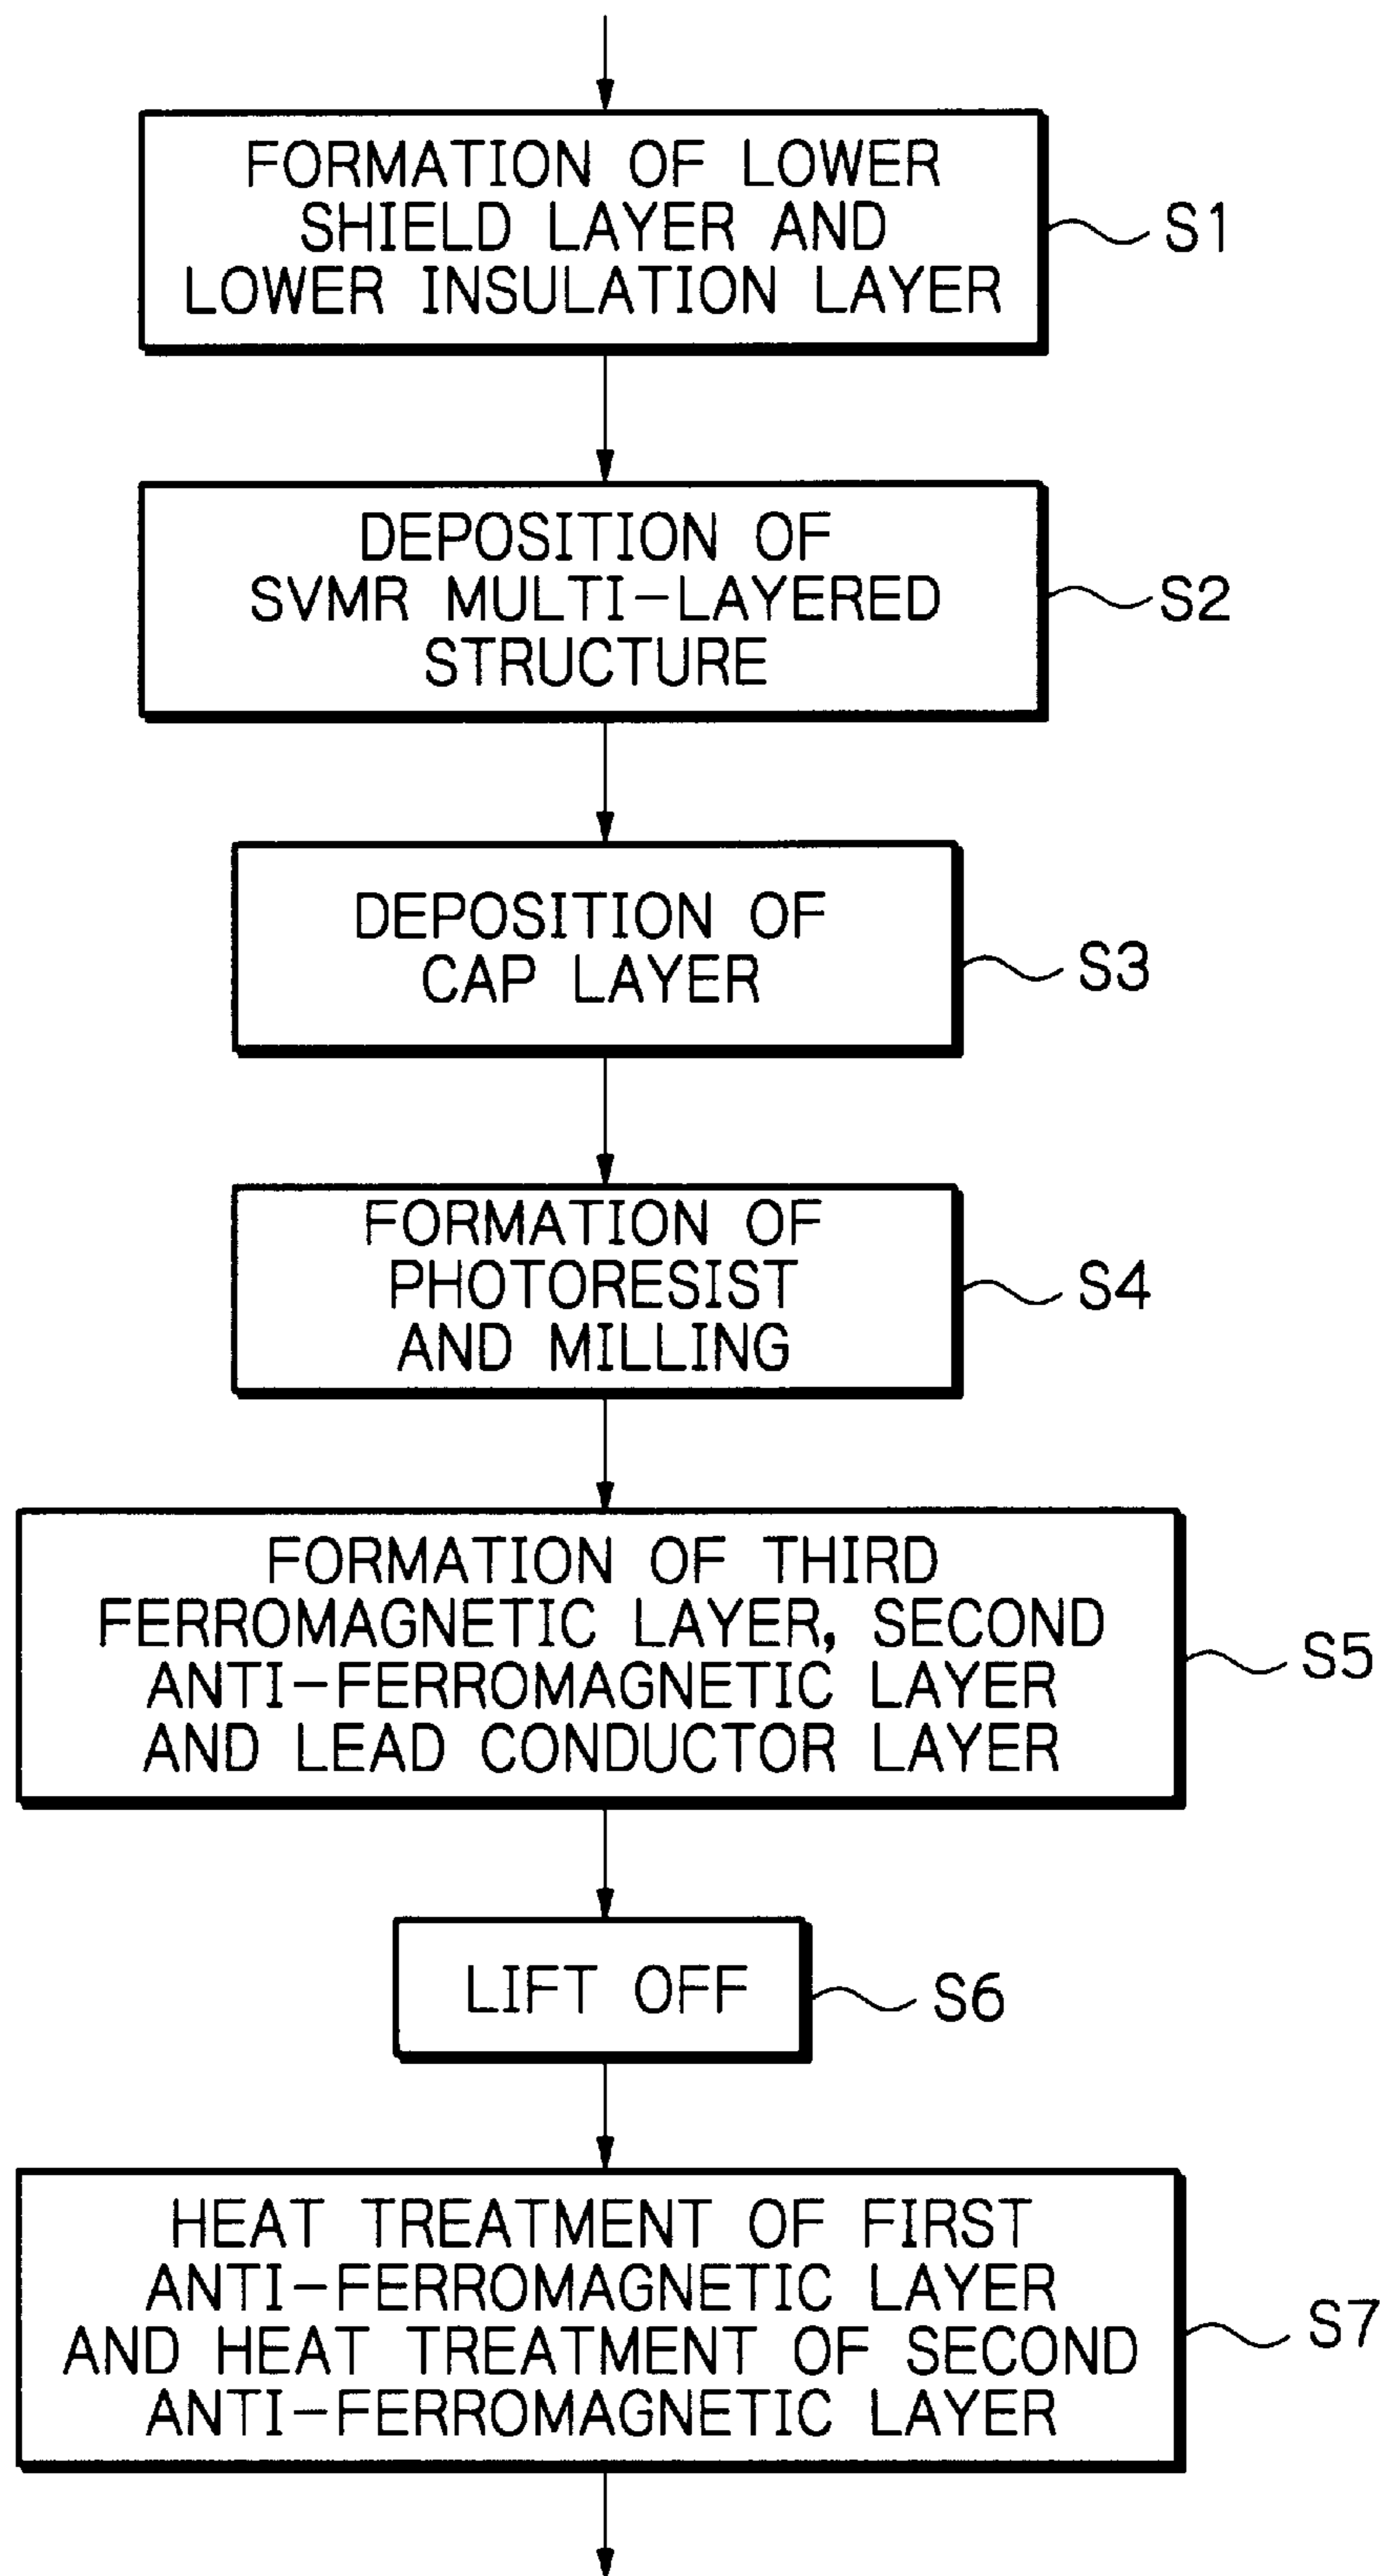 FORMATION OF LOWER
SHIELD LAYER AND
LOWER INSULATION LAYER
S1
DEPOSITION OF
SVMR MULTI-LAYERED
STRUCTURE
S2
DEPOSITION OF
CAP LAYER
S3
FORMATION OF
PHOTORESIST
AND MILLING
S4
FORMATION OF THIRD
FERROMAGNETIC LAYER, SECOND
ANTI-FERROMAGNETIC LAYER
AND LEAD CONDUCTOR LAYER
S5
LIFT OFF
S6
HEAT TREATMENT OF FIRST
ANTI-FERROMAGNETIC LAYER
AND HEAT TREATMENT OF SECOND
ANTI-FERROMAGNETIC LAYER
S7